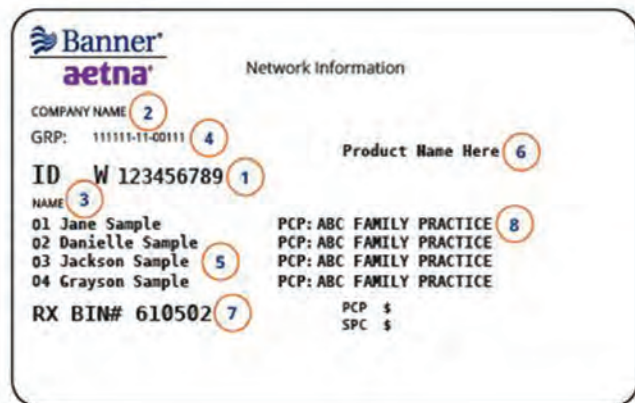 Banner
aetna
Network Information
COMPANY NAME 2
GRP: 111111-11-00111 4
Product Name Here 6
ID W 123456789 1
NAME 3
01 Jane Sample PCP: ABC FAMILY PRACTICE 8
02 Danielle Sample PCP: ABC FAMILY PRACTICE
03 Jackson Sample 5 PCP: ABC FAMILY PRACTICE
04 Grayson Sample PCP: ABC FAMILY PRACTICE
RX BIN# 610502 7
PCP $
SPC $